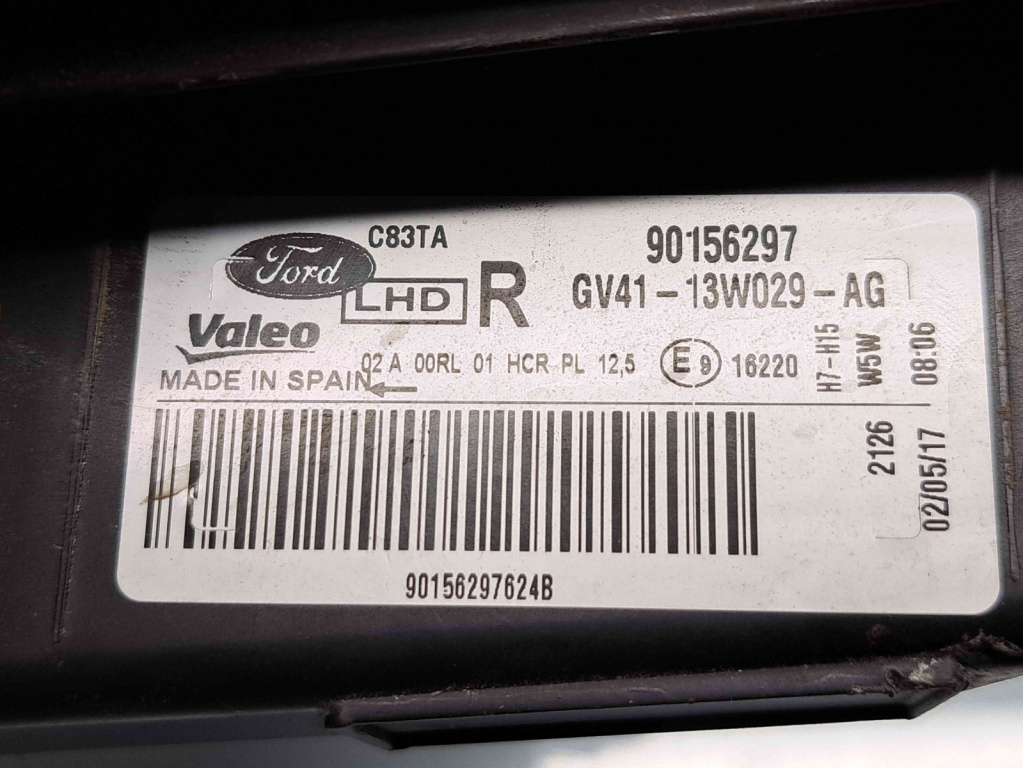 C83TA
90156297
Ford
LHD
R
GV41-13W029-AG
Valeo
02 A 00RL 01 HCR PL 12,5
E 9
16220
MADE IN SPAIN
H7-H15
W5W
08:06
2126
02/05/17
90156297624B